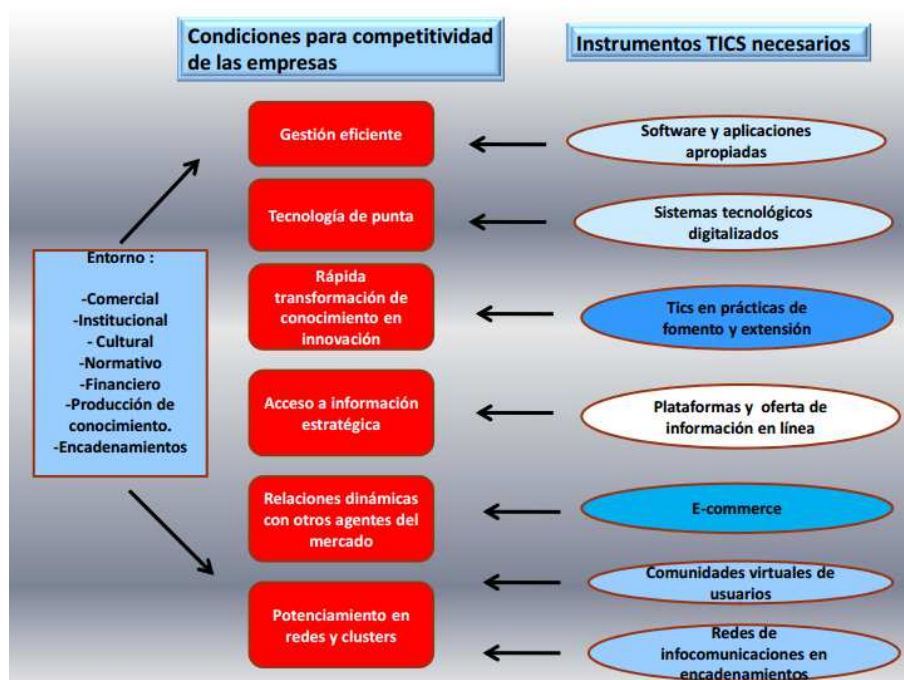 Condiciones para competitividad
de las empresas
Instrumentos TICS necesarios
Gestión eficiente
Software y aplicaciones
apropiadas
Tecnología de punta
Sistemas tecnológicos
digitalizados
Entorno :
-Comercial
-Institucional
- Cultural
-Normativo
-Financiero
-Producción de
conocimiento.
-Encadenamientos
Rápida
transformación de
conocimiento en
innovación
Tics en prácticas de
fomento y extensión
Acceso a información
estratégica
Plataformas y oferta de
información en línea
Relaciones dinámicas
con otros agentes del
mercado
E-commerce
Comunidades virtuales de
usuarios
Potenciamiento en
redes y clusters
Redes de
infocomunicaciones en
encadenamientos